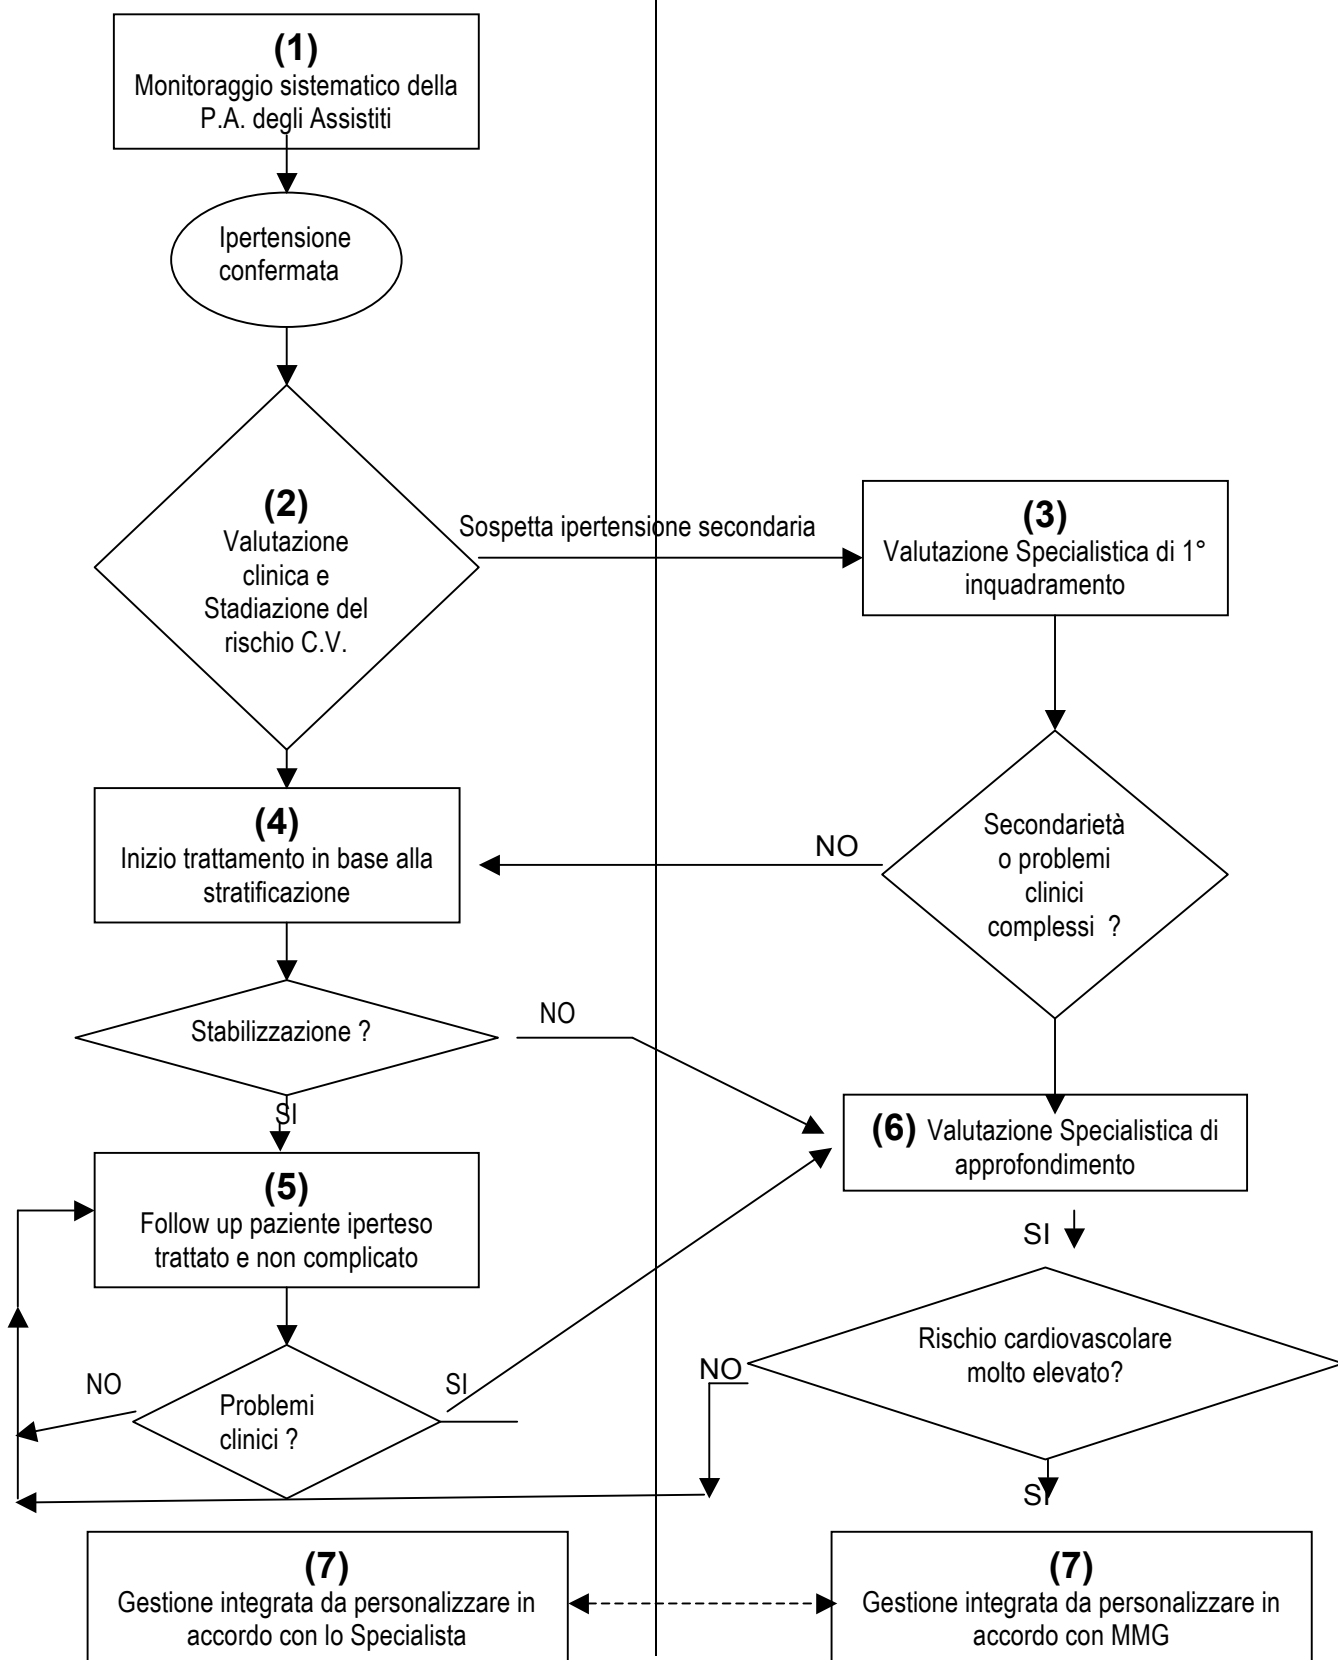 (1)
Monitoraggio sistematico della
P.A. degli Assistiti
Ipertensione
confermata
(2)
Valutazione
clinica e
Stadiazione del
rischio C.V.
Sospetta ipertensione secondaria
(3)
Valutazione Specialistica di 1°
inquadramento
(4)
Inizio trattamento in base alla
stratificazione
NO
Secondarietà
o problemi
clinici
complessi ?
Stabilizzazione ?
NO
SI
(5)
Follow up paziente iperteso
trattato e non complicato
(6) Valutazione Specialistica di
approfondimento
SI
NO
Problemi
clinici ?
SI
NO
Rischio cardiovascolare
molto elevato?
SI
(7)
Gestione integrata da personalizzare in
accordo con lo Specialista
(7)
Gestione integrata da personalizzare in
accordo con MMG